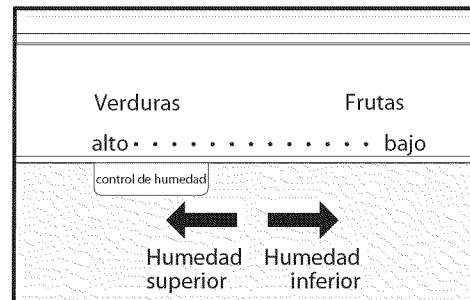 Verduras Frutas
alto bajo
control de humedad
Humedad Humedad
superior inferior